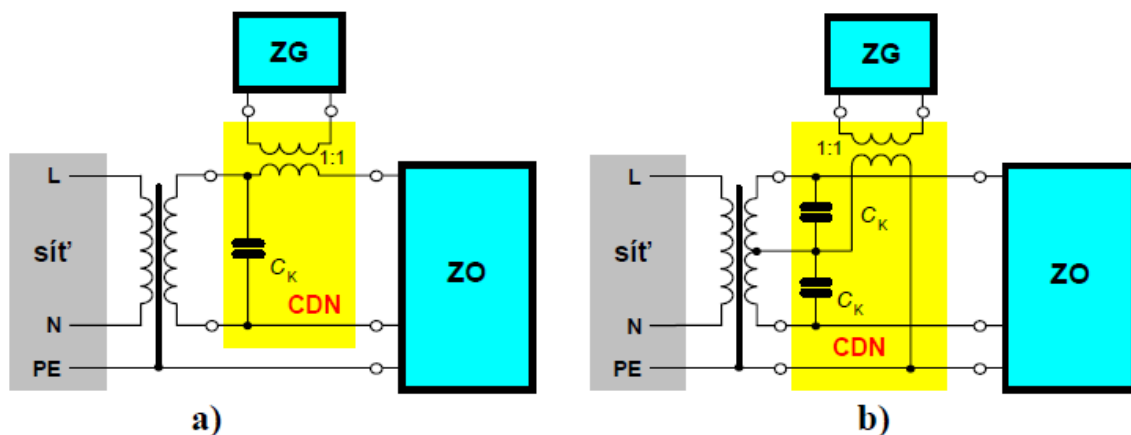 ZG
1:1
L
síť
N
PE
C_K
CDN
ZO
a)
ZG
1:1
L
síť
N
PE
C_K
C_K
CDN
ZO
b)